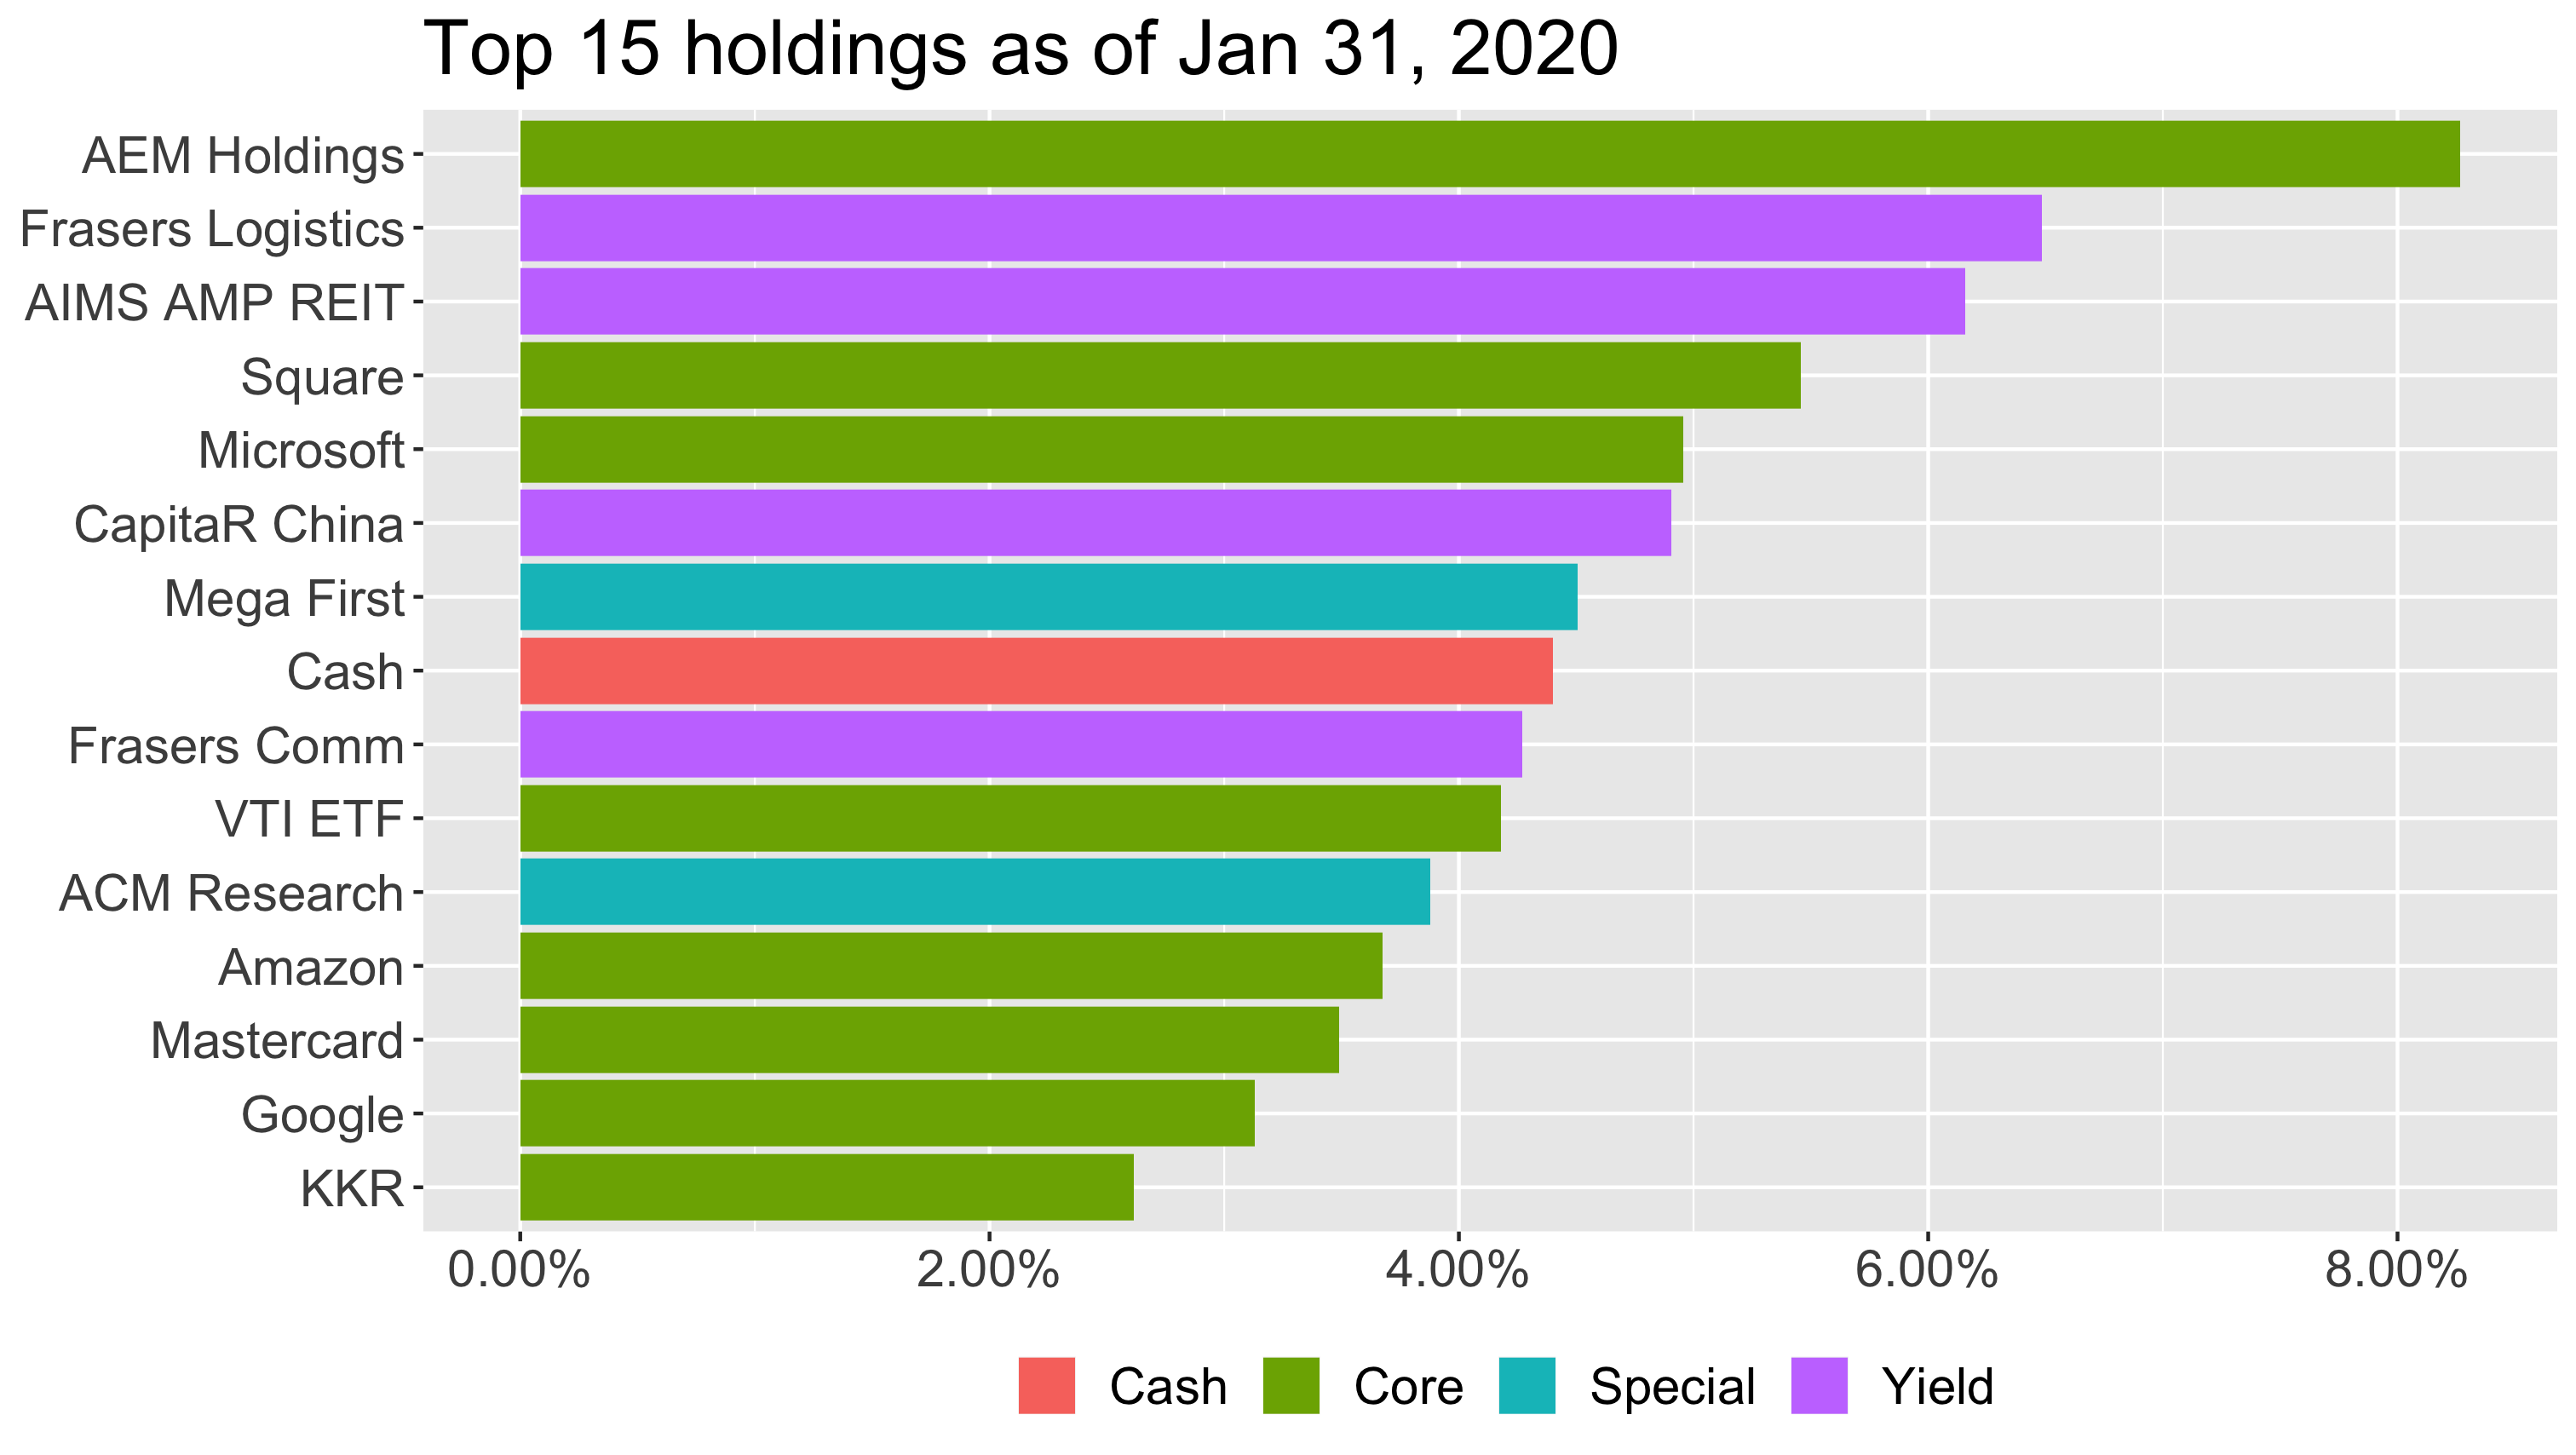 Top 15 holdings as of Jan 31, 2020
AEM Holdings
Frasers Logistics
AIMS AMP REIT
Square
Microsoft
CapitaR China
Mega First
Cash
Frasers Comm
VTI ETF
ACM Research
Amazon
Mastercard
Google
KKR
0.00% 2.00% 4.00% 6.00% 8.00%
Cash Core Special Yield